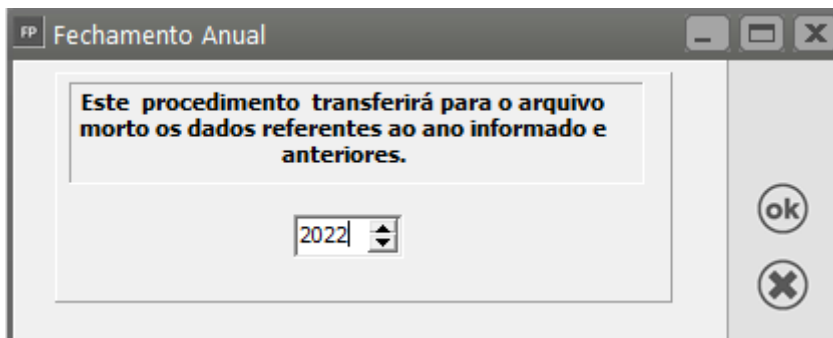 FP Fechamento Anual
Este procedimento transferirá para o arquivo
morto os dados referentes ao ano informado e
anteriores.
2022
ok